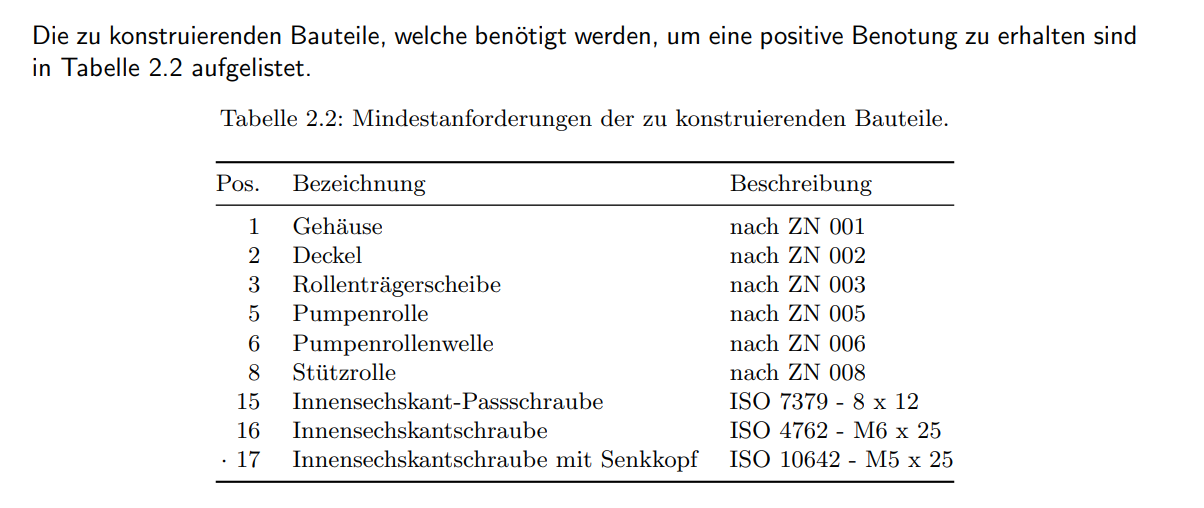 Die zu konstruierenden Bauteile, welche benötigt werden, um eine positive Benotung zu erhalten sind
in Tabelle 2.2 aufgelistet.
Tabelle 2.2: Mindestanforderungen der zu konstruierenden Bauteile.
Pos. Bezeichnung Beschreibung
1 Gehäuse nach ZN 001
2 Deckel nach ZN 002
3 Rollenträgerscheibe nach ZN 003
5 Pumpenrolle nach ZN 005
6 Pumpenrollenwelle nach ZN 006
8 Stützrolle nach ZN 008
15 Innensechskant-Passschraube ISO 7379 - 8 x 12
16 Innensechskantschraube ISO 4762 - M6 x 25
· 17 Innensechskantschraube mit Senkkopf ISO 10642 - M5 x 25